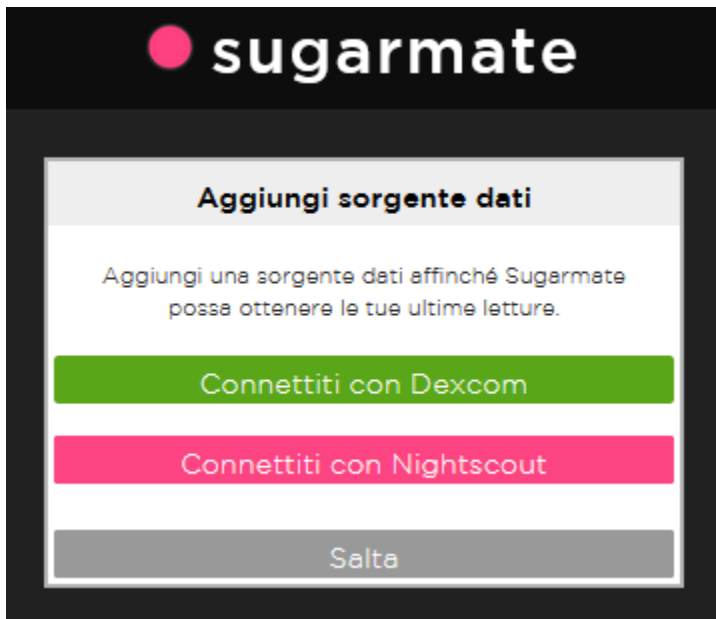 sugarmate
Aggiungi sorgente dati
Aggiungi una sorgente dati affinché Sugarmate
possa ottenere le tue ultime letture.
Connettiti con Dexcom
Connettiti con Nightscout
Salta